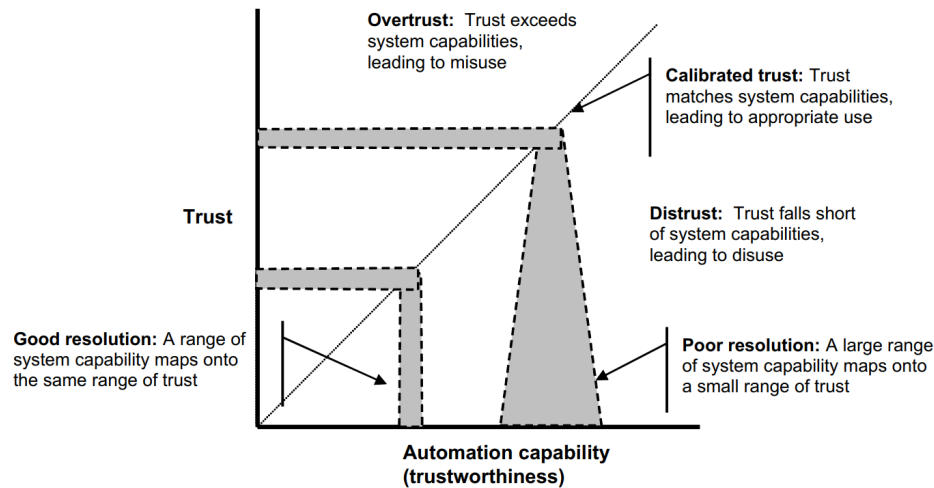 Overtrust: Trust exceeds
system capabilities,
leading to misuse
Calibrated trust: Trust
matches system capabilities,
leading to appropriate use
Trust
Distrust: Trust falls short
of system capabilities,
leading to disuse
Good resolution: A range of
system capability maps onto
the same range of trust
Poor resolution: A large range
of system capability maps onto
a small range of trust
Automation capability
(trustworthiness)